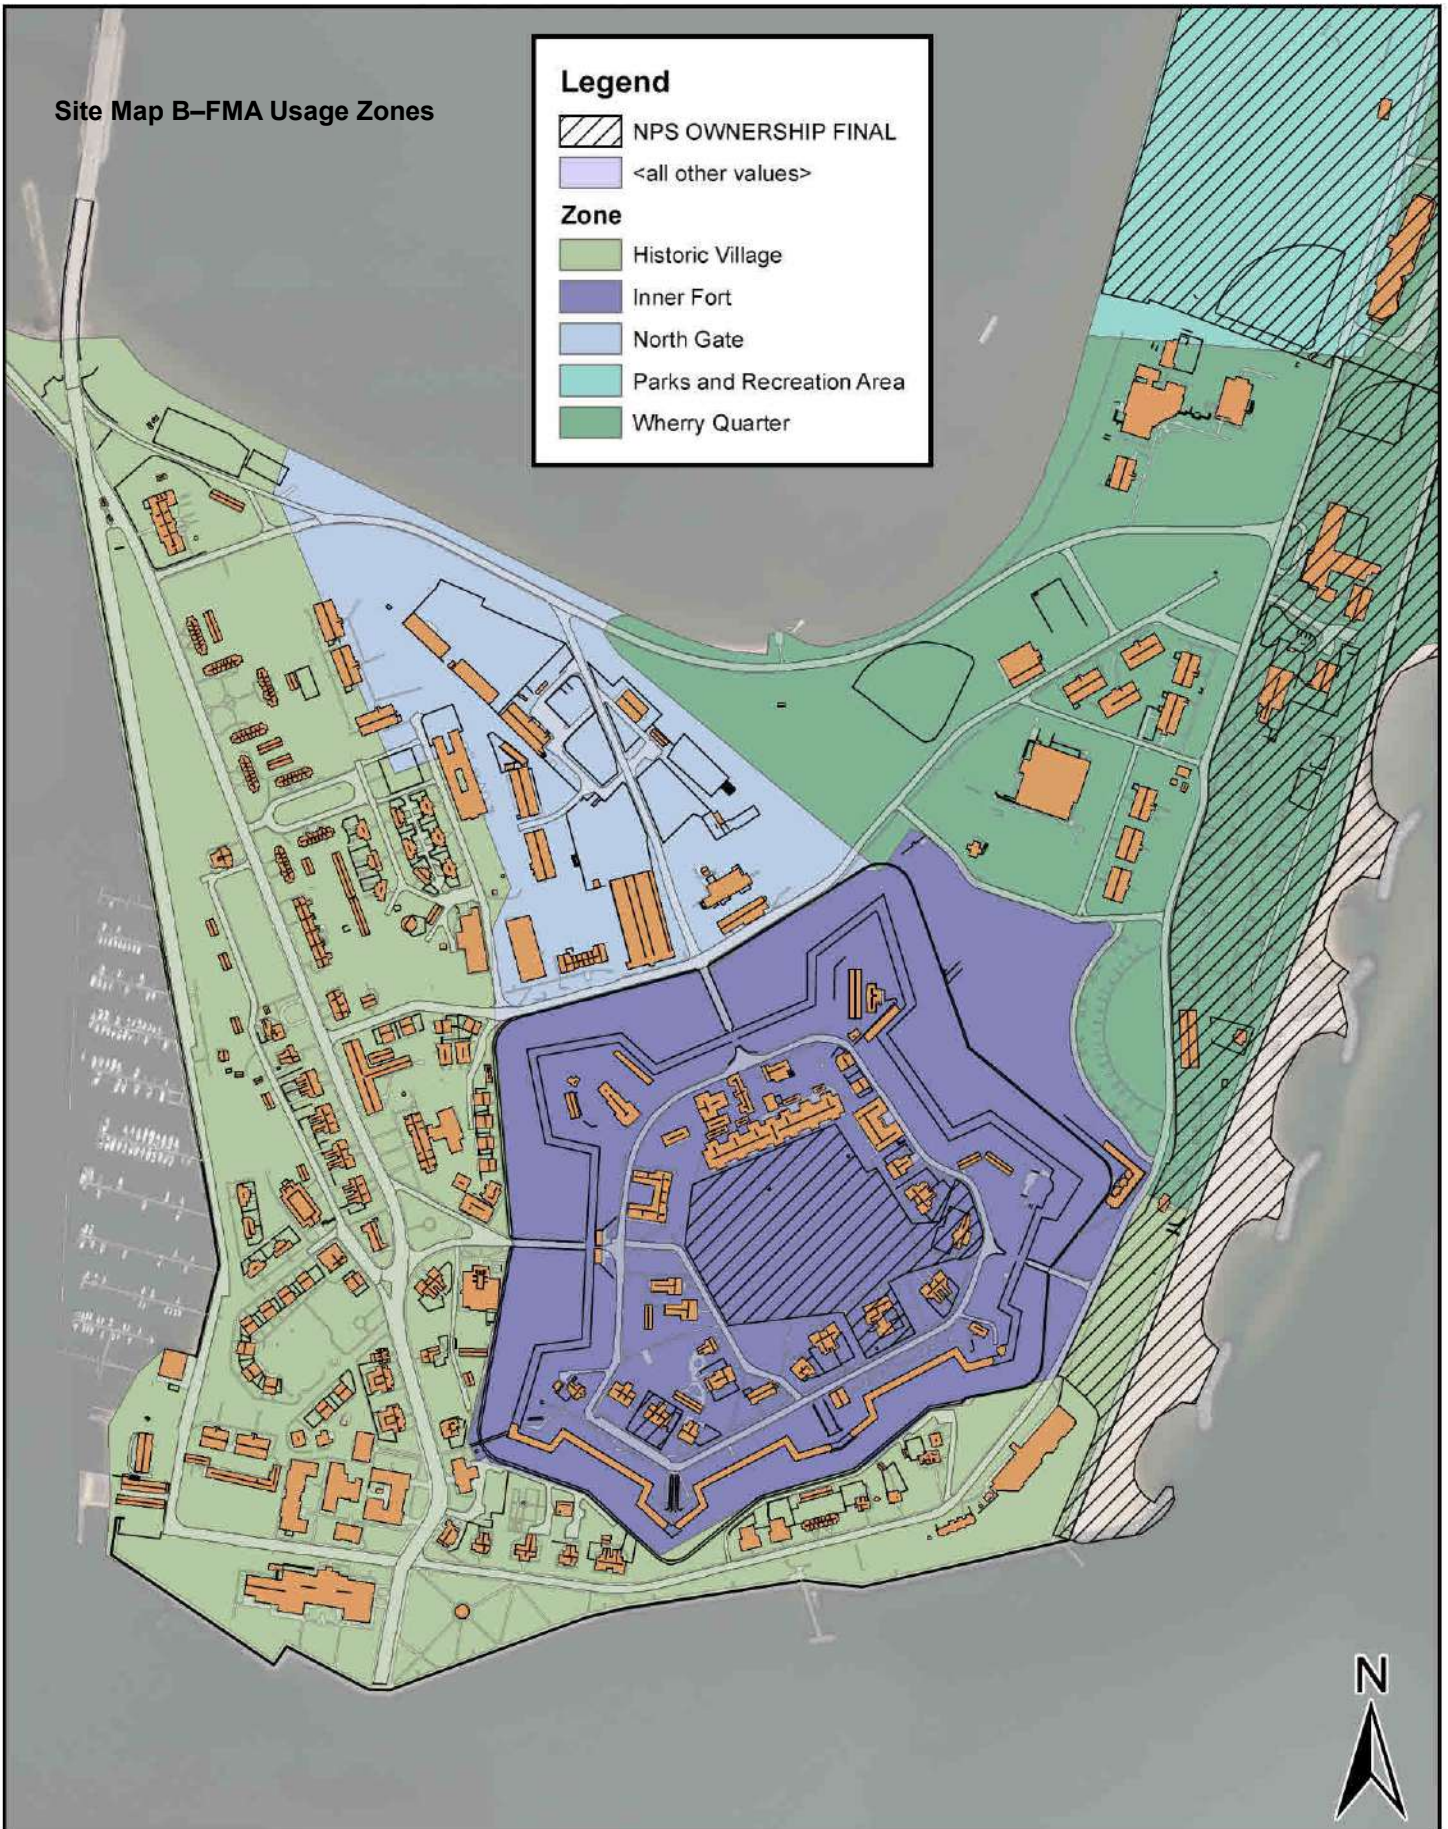 Site Map B–FMA Usage Zones
Legend
NPS OWNERSHIP FINAL
<all other values>
Zone
Historic Village
Inner Fort
North Gate
Parks and Recreation Area
Wherry Quarter
N